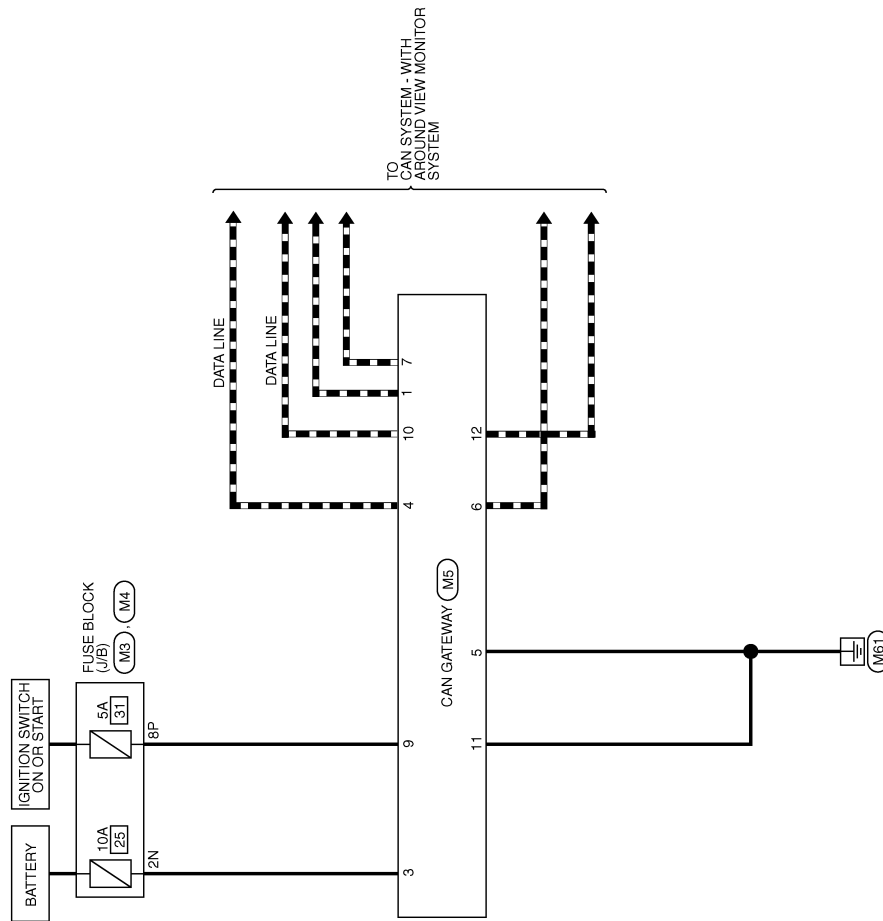 BATTERY
IGNITION SWITCH
ON OR START
10A
25
5A
31
FUSE BLOCK
(J/B)
M3 , M4
2N
8P
3
9
4
10
1
7
DATA LINE
DATA LINE
TO
CAN SYSTEM - WITH
AROUND VIEW MONITOR
SYSTEM
CAN GATEWAY M5
11
5
6
12
M61